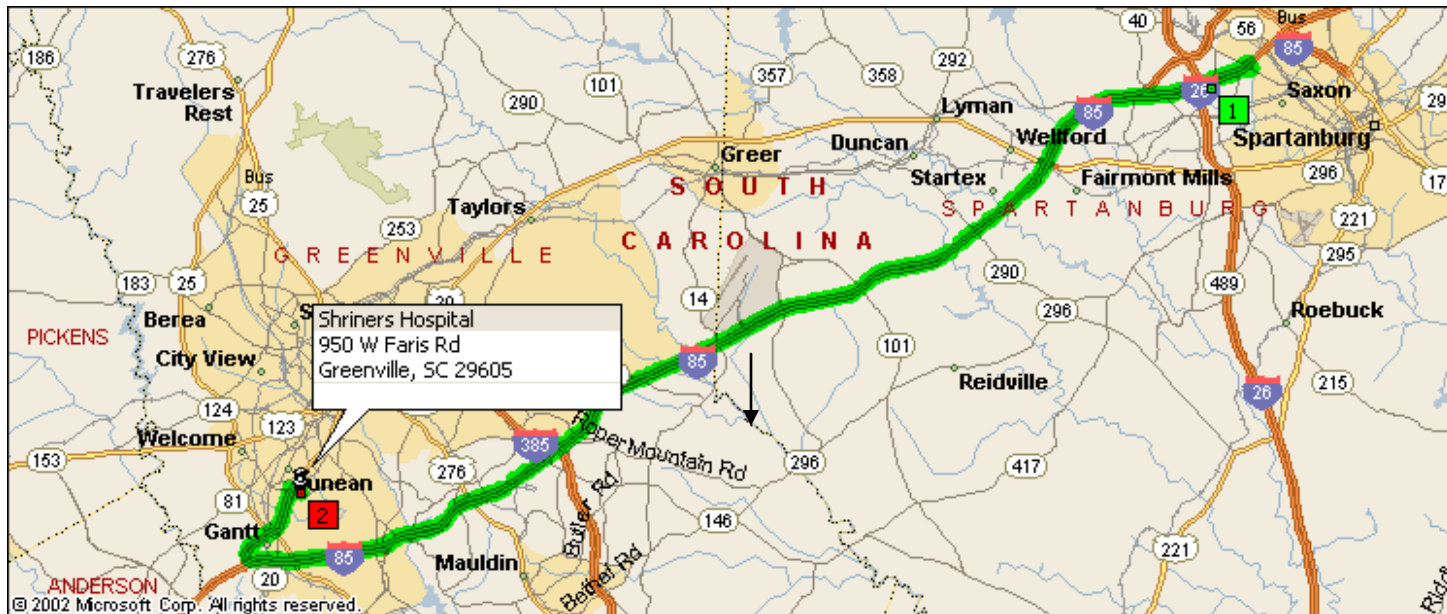 186
276
Travelers
Rest
101
290
357
358
292
40
56
Bus
85
Saxon
26
1
Lyman
85
Wellford
Spartanburg
Duncan
Greer
Startex
Fairmont Mills
296
SOUTH
SPARTANBURG
221
Bus
25
Taylors
253
CAROLINA
GREENVILLE
295
183
25
290
489
14
296
Roebuck
Berea
PICKENS
Shriners Hospital
950 W Faris Rd
Greenville, SC 29605
City View
101
85
Reidville
215
26
124
123
Welcome
385
Roper Mountain Rd
153
276
296
417
81
2
Gantt
146
Butler Rd
221
85
Mauldin
20
Bethel Rd
ANDERSON
© 2002 Microsoft Corp. All rights reserved.